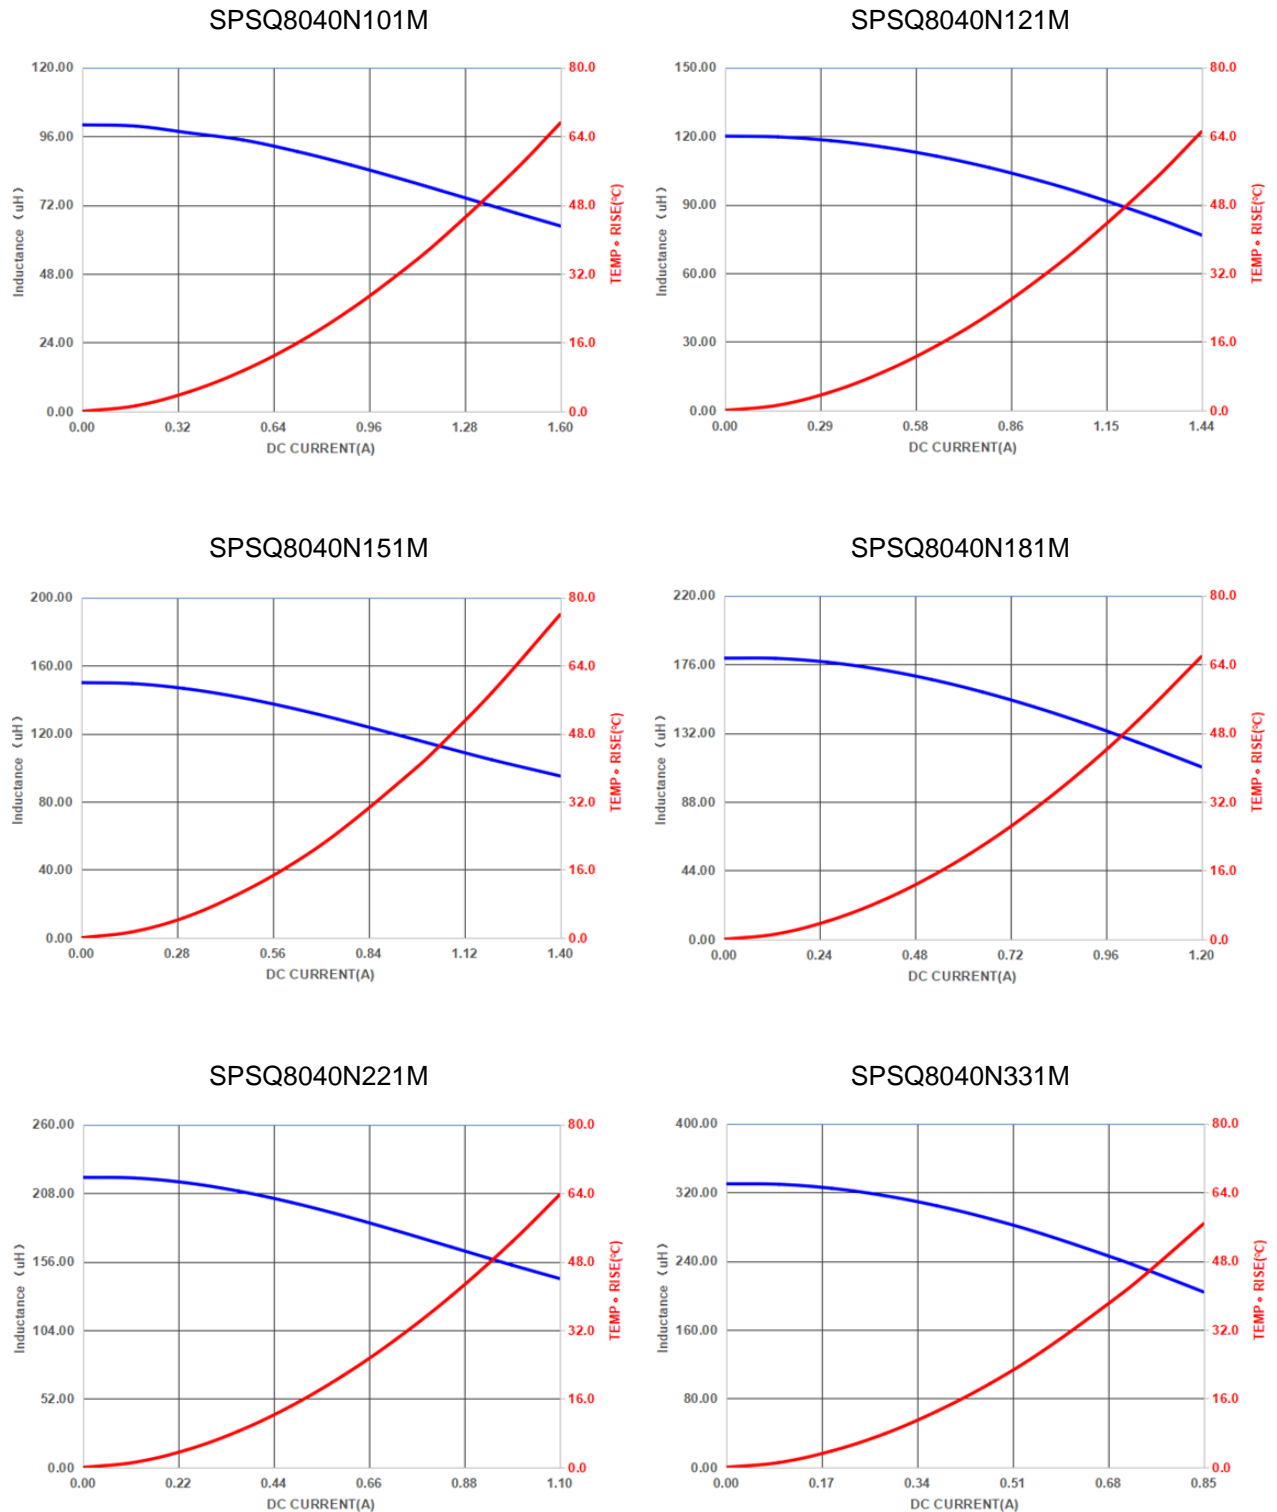 SPSQ8040N101M
120.00
96.00
72.00
48.00
24.00
0.00
80.0
64.0
48.0
32.0
16.0
0.0
0.00 0.32 0.64 0.96 1.28 1.60
DC CURRENT(A)
Inductance（uH）
TEMP。RISE(℃)
SPSQ8040N121M
150.00
120.00
90.00
60.00
30.00
0.00
80.0
64.0
48.0
32.0
16.0
0.0
0.00 0.29 0.58 0.86 1.15 1.44
DC CURRENT(A)
Inductance（uH）
TEMP。RISE(℃)
SPSQ8040N151M
200.00
160.00
120.00
80.00
40.00
0.00
80.0
64.0
48.0
32.0
16.0
0.0
0.00 0.28 0.56 0.84 1.12 1.40
DC CURRENT(A)
Inductance（uH）
TEMP。RISE(℃)
SPSQ8040N181M
220.00
176.00
132.00
88.00
44.00
0.00
80.0
64.0
48.0
32.0
16.0
0.0
0.00 0.24 0.48 0.72 0.96 1.20
DC CURRENT(A)
Inductance（uH）
TEMP。RISE(℃)
SPSQ8040N221M
260.00
208.00
156.00
104.00
52.00
0.00
80.0
64.0
48.0
32.0
16.0
0.0
0.00 0.22 0.44 0.66 0.88 1.10
DC CURRENT(A)
Inductance（uH）
TEMP。RISE(℃)
SPSQ8040N331M
400.00
320.00
240.00
160.00
80.00
0.00
80.0
64.0
48.0
32.0
16.0
0.0
0.00 0.17 0.34 0.51 0.68 0.85
DC CURRENT(A)
Inductance（uH）
TEMP。RISE(℃)